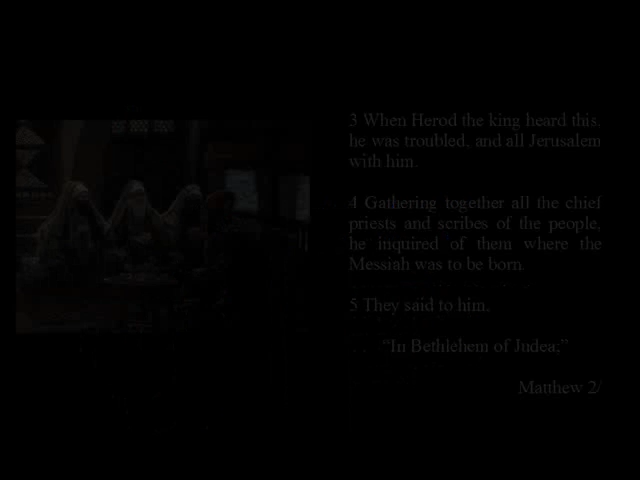 3 When Herod the king heard this,
he was troubled, and all Jerusalem
with him.
4 Gathering together all the chief
priests and scribes of the people,
he inquired of them where the
Messiah was to be born.
5 They said to him,
“In Bethlehem of Judea;”
Matthew 2/